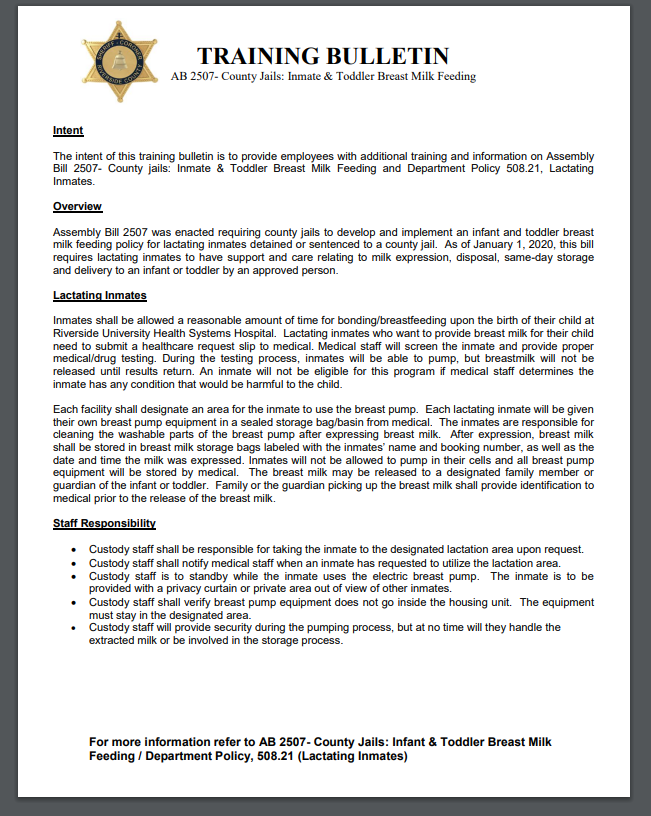 SHERIFF - CORONER
RIVERSIDE COUNTY
TRAINING BULLETIN
AB 2507- County Jails: Inmate & Toddler Breast Milk Feeding
Intent
The intent of this training bulletin is to provide employees with additional training and information on Assembly
Bill 2507- County jails: Inmate & Toddler Breast Milk Feeding and Department Policy 508.21, Lactating
Inmates.
Overview
Assembly Bill 2507 was enacted requiring county jails to develop and implement an infant and toddler breast
milk feeding policy for lactating inmates detained or sentenced to a county jail. As of January 1, 2020, this bill
requires lactating inmates to have support and care relating to milk expression, disposal, same-day storage
and delivery to an infant or toddler by an approved person.
Lactating Inmates
Inmates shall be allowed a reasonable amount of time for bonding/breastfeeding upon the birth of their child at
Riverside University Health Systems Hospital. Lactating inmates who want to provide breast milk for their child
need to submit a healthcare request slip to medical. Medical staff will screen the inmate and provide proper
medical/drug testing. During the testing process, inmates will be able to pump, but breastmilk will not be
released until results return. An inmate will not be eligible for this program if medical staff determines the
inmate has any condition that would be harmful to the child.
Each facility shall designate an area for the inmate to use the breast pump. Each lactating inmate will be given
their own breast pump equipment in a sealed storage bag/basin from medical. The inmates are responsible for
cleaning the washable parts of the breast pump after expressing breast milk. After expression, breast milk
shall be stored in breast milk storage bags labeled with the inmates' name and booking number, as well as the
date and time the milk was expressed. Inmates will not be allowed to pump in their cells and all breast pump
equipment will be stored by medical. The breast milk may be released to a designated family member or
guardian of the infant or toddler. Family or the guardian picking up the breast milk shall provide identification to
medical prior to the release of the breast milk.
Staff Responsibility
• Custody staff shall be responsible for taking the inmate to the designated lactation area upon request.
• Custody staff shall notify medical staff when an inmate has requested to utilize the lactation area.
• Custody staff is to standby while the inmate uses the electric breast pump. The inmate is to be
provided with a privacy curtain or private area out of view of other inmates.
• Custody staff shall verify breast pump equipment does not go inside the housing unit. The equipment
must stay in the designated area.
• Custody staff will provide security during the pumping process, but at no time will they handle the
extracted milk or be involved in the storage process.
For more information refer to AB 2507- County Jails: Infant & Toddler Breast Milk
Feeding / Department Policy, 508.21 (Lactating Inmates)